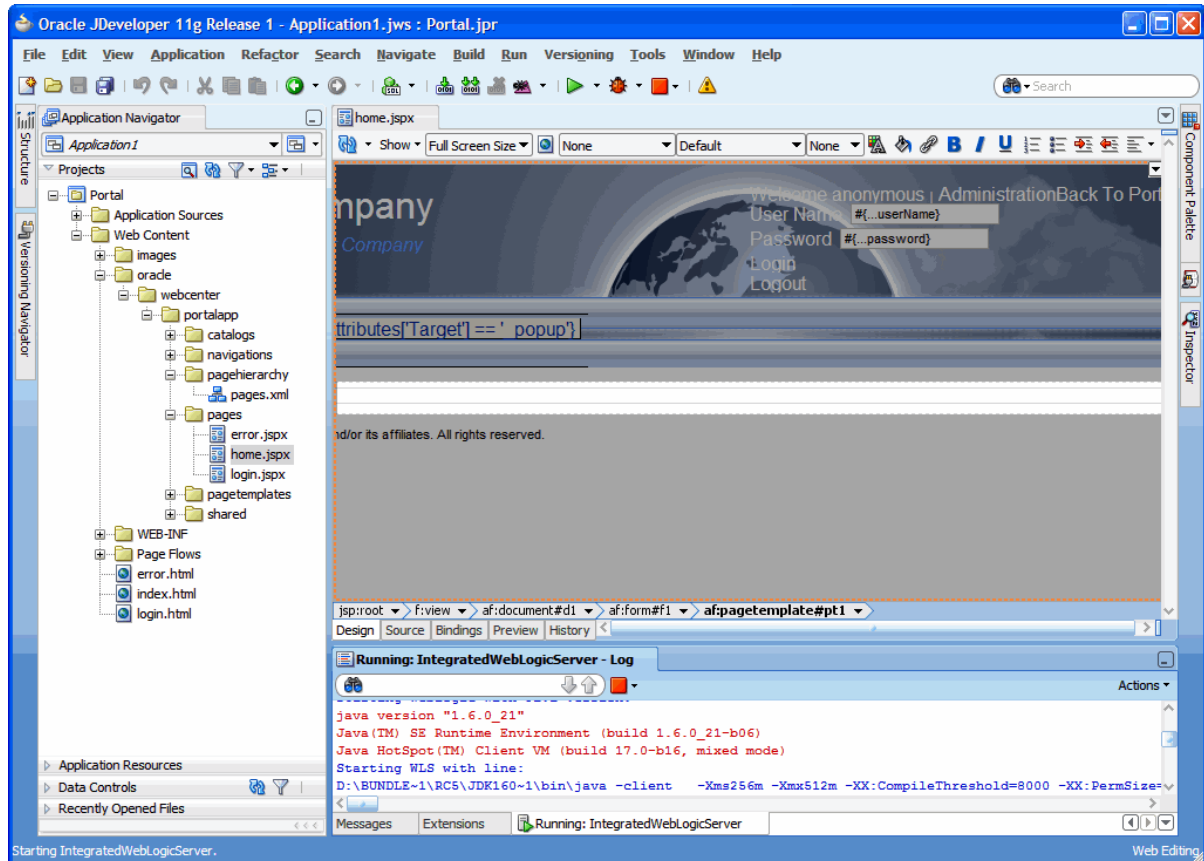 Oracle JDeveloper 11g Release 1 - Application1.jws : Portal.jpr
File Edit View Application Refactor Search Navigate Build Run Versioning Tools Window Help
Search
Structure
Versioning Navigator
Application Navigator
Application1
Projects
Portal
Application Sources
Web Content
images
oracle
webcenter
portalapp
catalogs
navigations
pagehierarchy
pages.xml
pages
error.jspx
home.jspx
login.jspx
pagetemplates
shared
WEB-INF
Page Flows
error.html
index.html
login.html
Application Resources
Data Controls
Recently Opened Files
home.jspx
Show Full Screen Size None Default None B I U
mpany
Company
Welcome anonymous | AdministrationBack To Port
User Name #{...userName}
Password #{...password}
Login
Logout
ttributes['Target'] == '_popup'}
nd/or its affiliates. All rights reserved.
jsp:root f:view af:document#d1 af:form#f1 af:pagetemplate#pt1
Design Source Bindings Preview History
Component Palette
Inspector
Running: IntegratedWebLogicServer - Log
Actions
java version "1.6.0_21"
Java(TM) SE Runtime Environment (build 1.6.0_21-b06)
Java HotSpot(TM) Client VM (build 17.0-b16, mixed mode)
Starting WLS with line:
D:\BUNDLE~1\RC5\JDK160~1\bin\java -client -Xms256m -Xmx512m -XX:CompileThreshold=8000 -XX:PermSize=
Messages Extensions Running: IntegratedWebLogicServer
Starting IntegratedWebLogicServer.
Web Editing